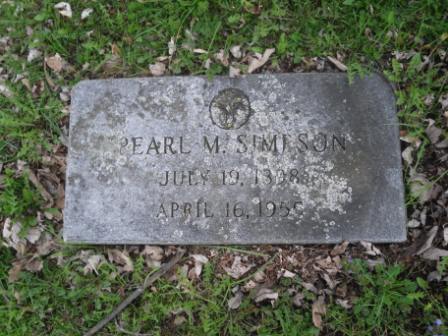 PEARL M. SIMPSON
JULY 19,
APRIL 16,